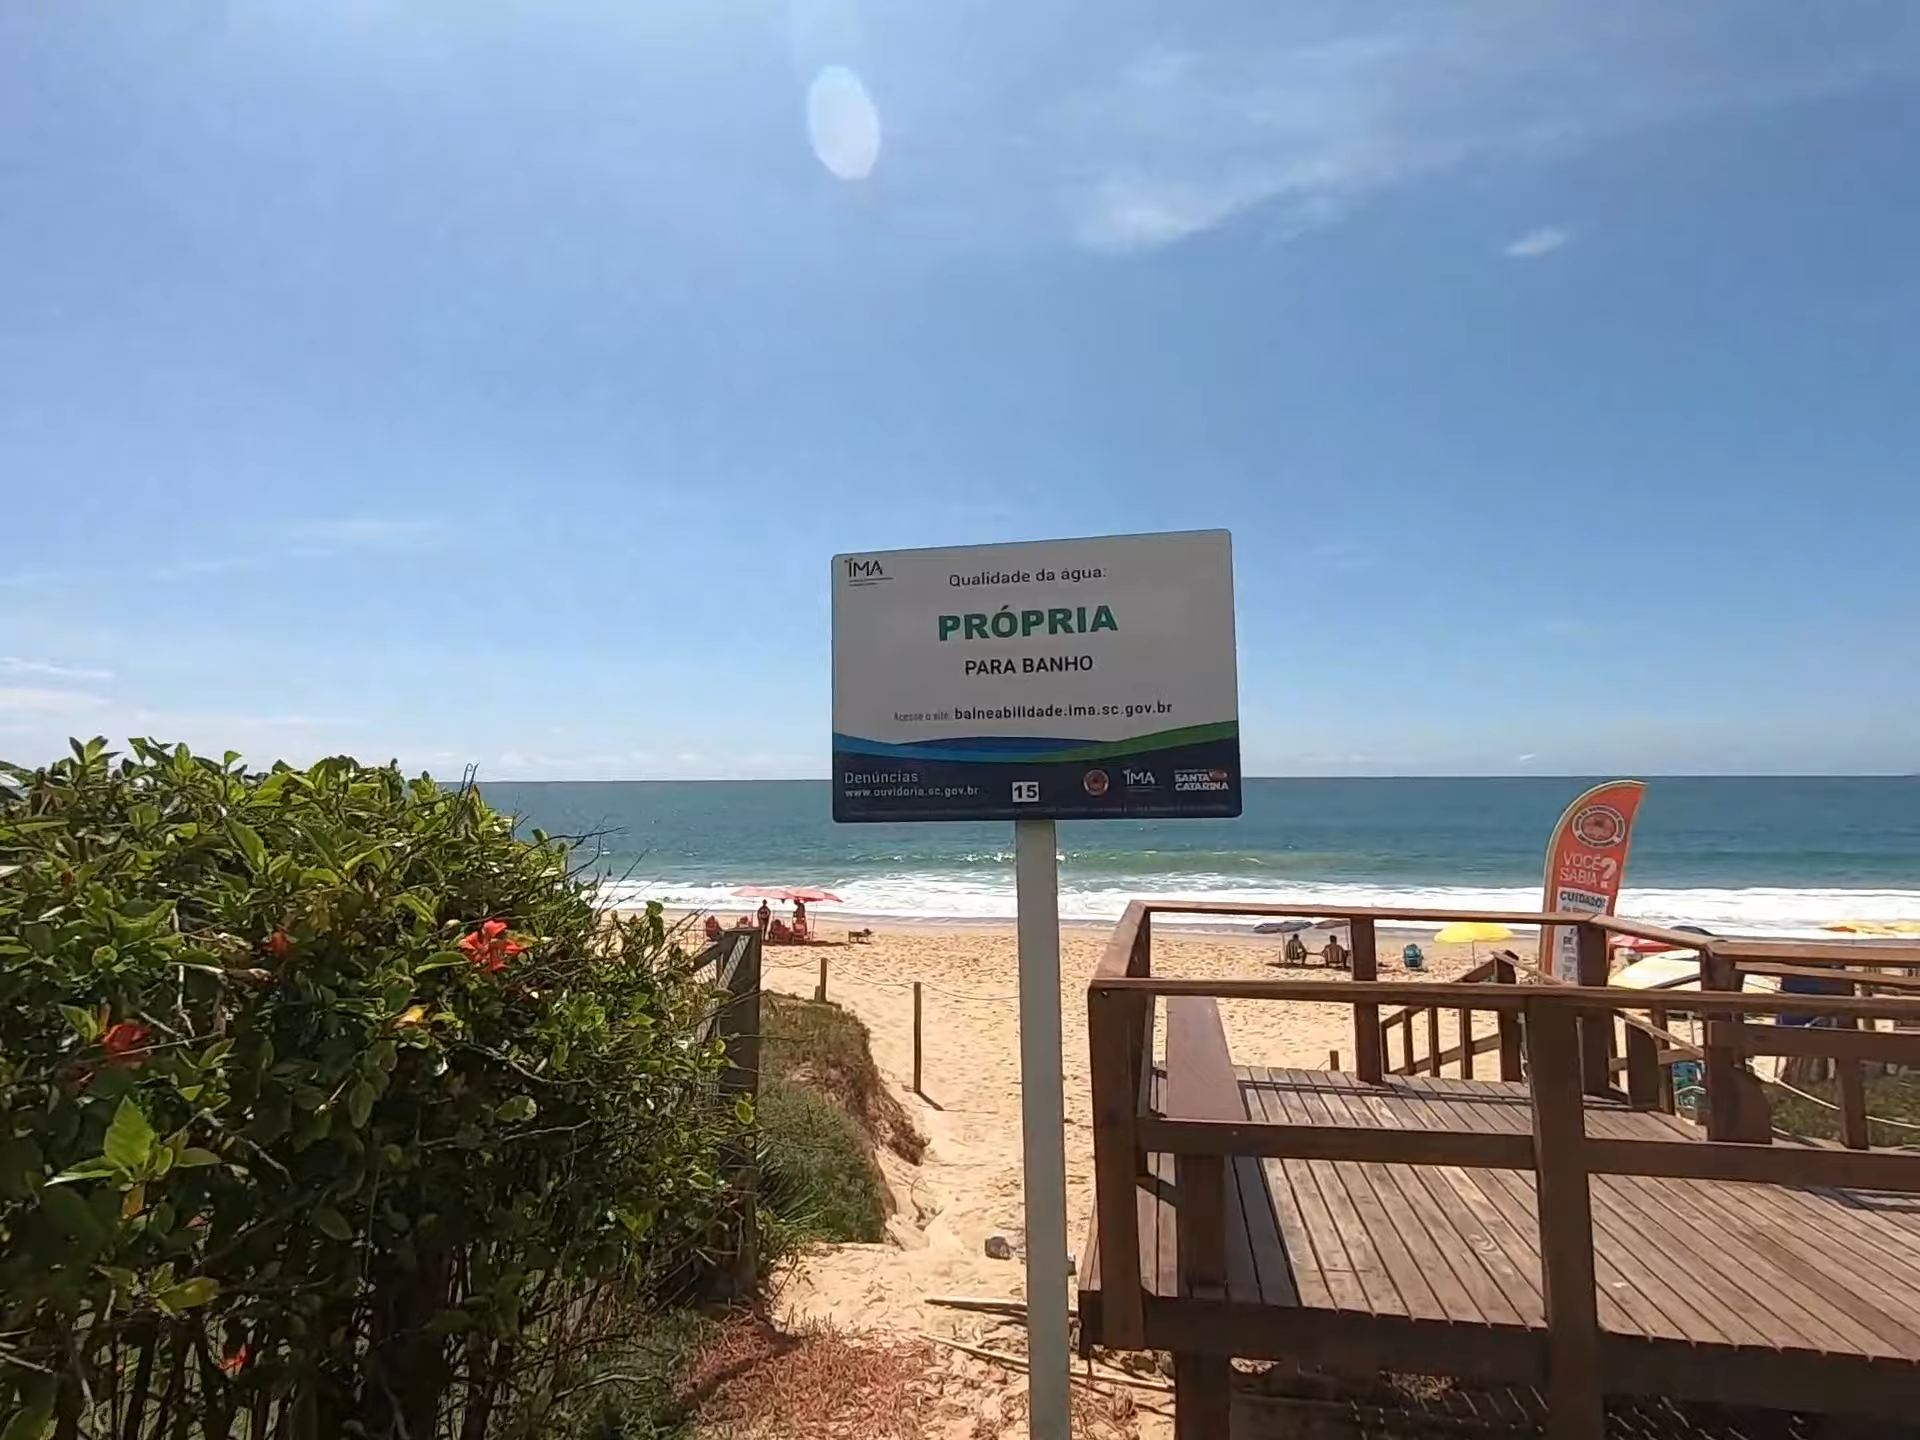 IMA
Qualidade da água:
PRÓPRIA
PARA BANHO
Acesse o site: balneabilidade.ima.sc.gov.br
Denúncias
www.ouvidoria.sc.gov.br
15
IMA
SANTA
CATARINA
VOCÊ
SABIA?
CUIDADO!